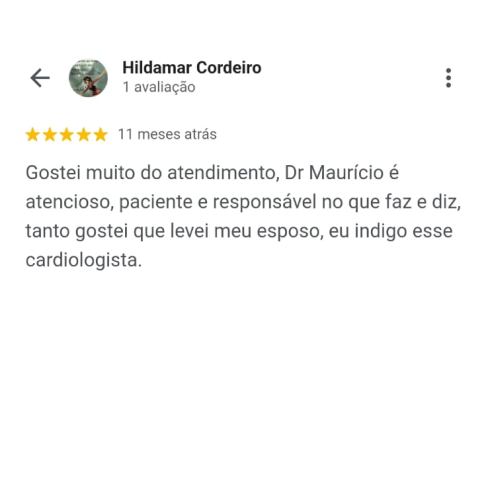 Hildamar Cordeiro
1 avaliação
11 meses atrás
Gostei muito do atendimento, Dr Maurício é
atencioso, paciente e responsável no que faz e diz,
tanto gostei que levei meu esposo, eu indigo esse
cardiologista.